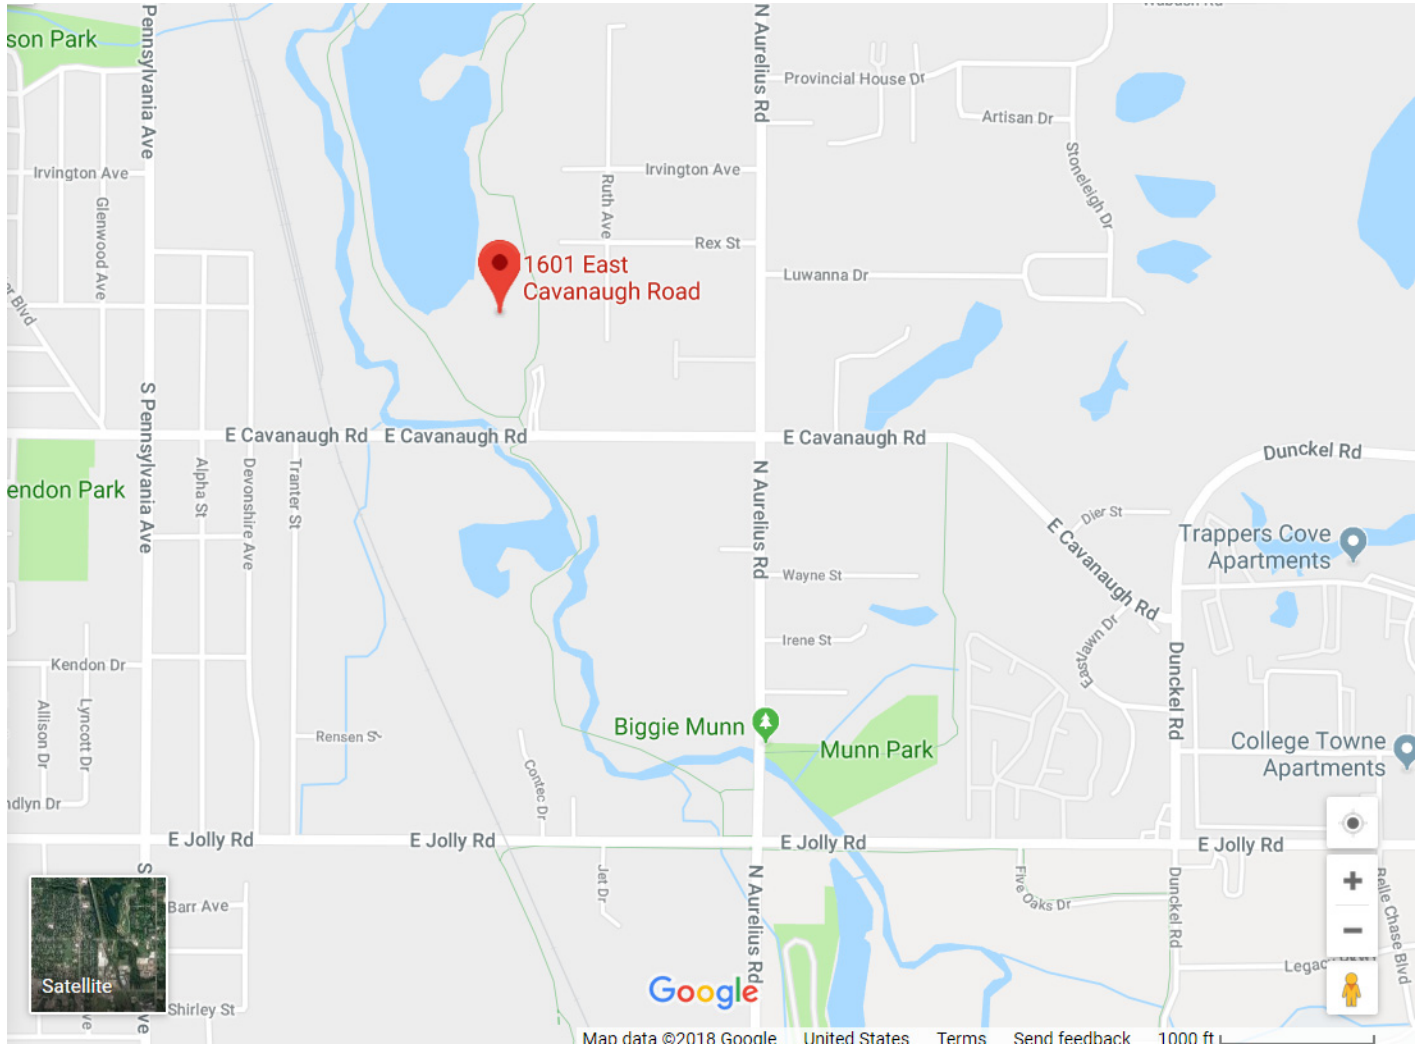 son Park
Pennsylvania Ave
N Aurelius Rd
Provincial House Dr
Artisan Dr
Stoneleigh Dr
Irvington Ave
Glenwood Ave
Ruth Ave
Irvington Ave
Rex St
Luwanna Dr
1601 East
Cavanaugh Road
er Blvd
S Pennsylvania Ave
E Cavanaugh Rd
E Cavanaugh Rd
E Cavanaugh Rd
Dunckel Rd
endon Park
Alpha St
Devonshire Ave
Tranter St
N Aurelius Rd
Dier St
E Cavanaugh Rd
Trappers Cove
Apartments
Wayne St
Irene St
Eastlawn Dr
Dunckel Rd
Kendon Dr
Allison Dr
Lyncott Dr
Rensen St
Biggie Munn
Munn Park
College Towne
Apartments
Contec Dr
ndlyn Dr
E Jolly Rd
E Jolly Rd
E Jolly Rd
E Jolly Rd
S
Barr Ave
Jet Dr
N Aurelius Rd
Five Oaks Dr
Dunckel Rd
Belle Chase Blvd
Satellite
Shirley St
ve
Ave
Google
Map data ©2018 Google United States Terms Send feedback 1000 ft